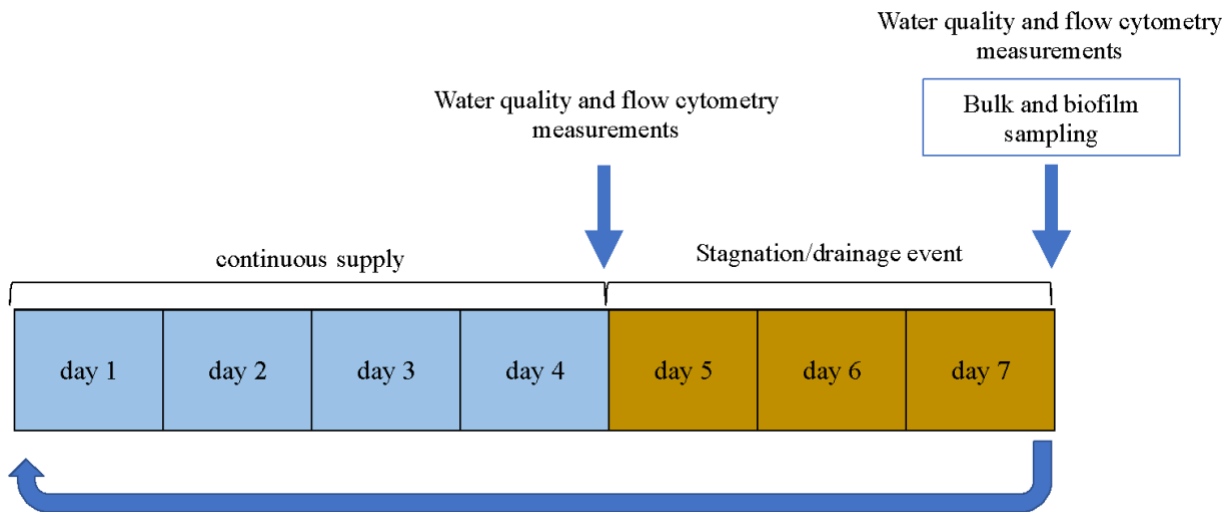 Water quality and flow cytometry
measurements
Bulk and biofilm
sampling
Water quality and flow cytometry
measurements
continuous supply
Stagnation/drainage event
day 1
day 2
day 3
day 4
day 5
day 6
day 7